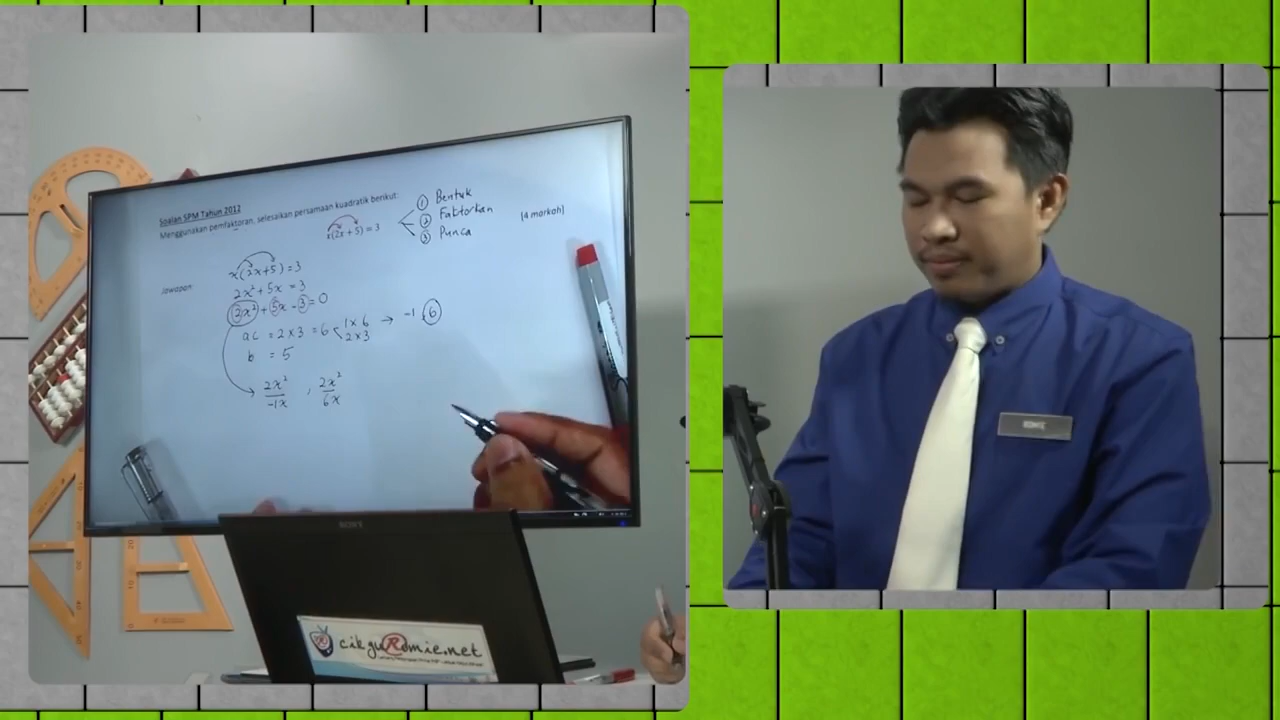 Soalan SPM Tahun 2012
Menggunakan pemfaktoran, selesaikan persamaan kuadratik berikut:
x(2x + 5) = 3
[4 markah]
① Bentuk
② Faktorkan
③ Punca
Jawapan:
x(2x+5) = 3
2x² + 5x = 3
2x² + 5x - 3 = 0
ac = 2 x 3 = 6 < 1 x 6 → -1, 6
2 x 3
b = 5
2x²/-1x , 2x²/6x
SONY
cikguRomie.net